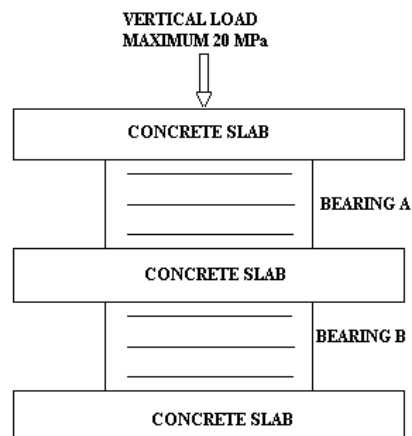 VERTICAL LOAD
MAXIMUM 20 MPa
CONCRETE SLAB
BEARING A
CONCRETE SLAB
BEARING B
CONCRETE SLAB